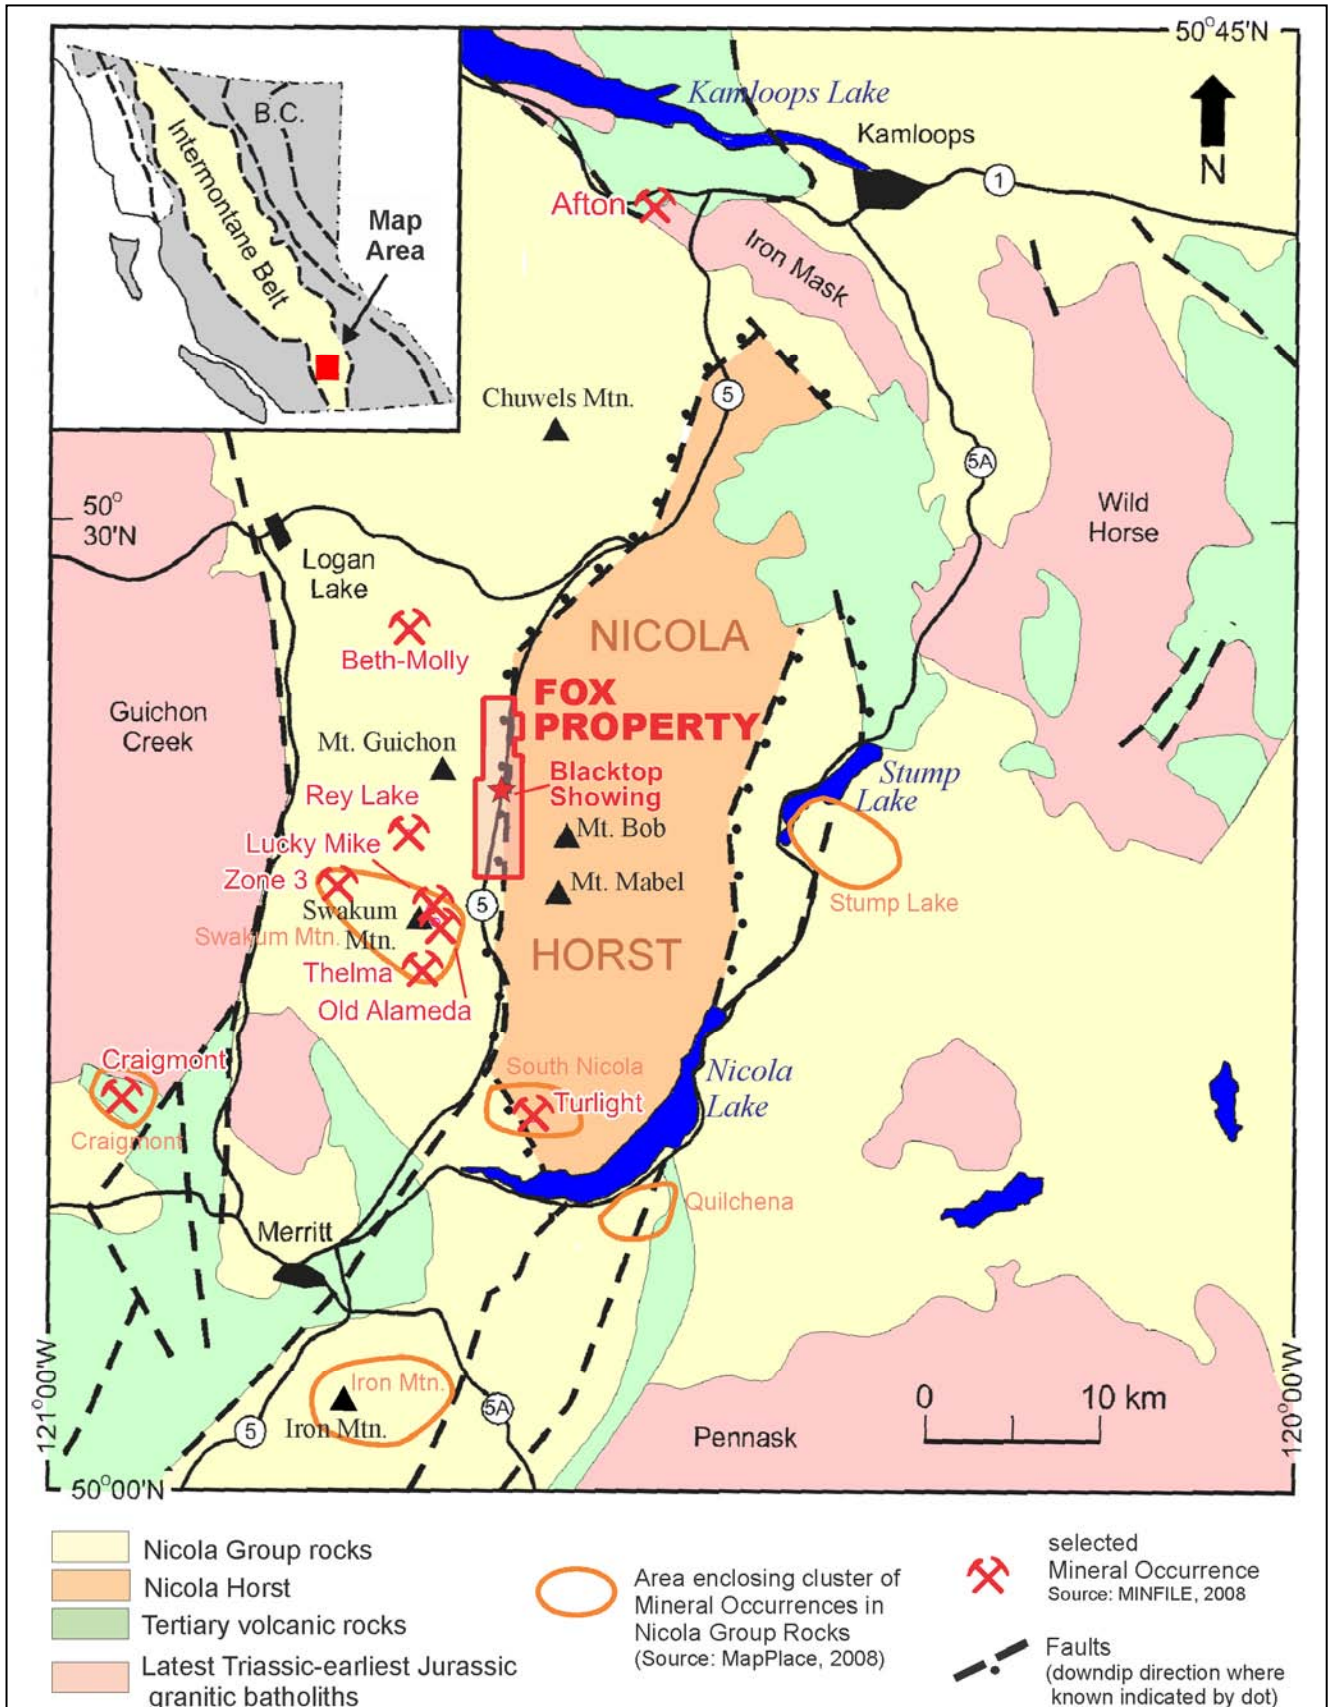 50°45'N
B.C.
Intermontane Belt
Map
Area
Kamloops Lake
Kamloops
1
N
Afton
Iron Mask
Chuwels Mtn.
5
5A
50°
30'N
Wild
Horse
Logan
Lake
NICOLA
Beth-Molly
FOX
PROPERTY
Guichon
Creek
Mt. Guichon
Blacktop
Showing
Stump
Lake
Rey Lake
Mt. Bob
Lucky Mike
Zone 3
Mt. Mabel
Stump Lake
5
Swakum
Mtn.
Swakum Mtn.
HORST
Thelma
Old Alameda
Craigmont
South Nicola
Nicola
Lake
Turlight
Craigmont
Quilchena
Merritt
121°00'W
120°00'W
Iron Mtn.
Iron Mtn.
5A
5
0 10 km
Pennask
50°00'N
Nicola Group rocks
Nicola Horst
Tertiary volcanic rocks
Latest Triassic-earliest Jurassic
granitic batholiths
Area enclosing cluster of
Mineral Occurrences in
Nicola Group Rocks
(Source: MapPlace, 2008)
selected
Mineral Occurrence
Source: MINFILE, 2008
Faults
(downdip direction where
known indicated by dot)